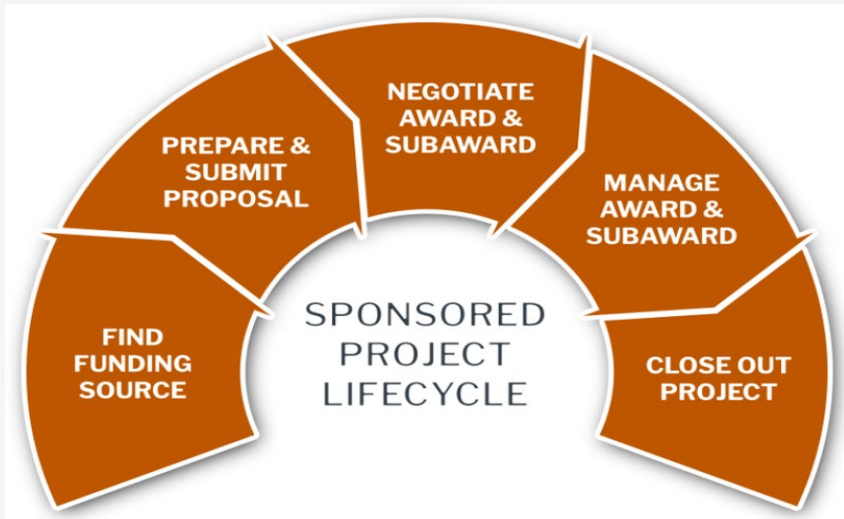 FIND
FUNDING
SOURCE
PREPARE &
SUBMIT
PROPOSAL
NEGOTIATE
AWARD &
SUBAWARD
MANAGE
AWARD &
SUBAWARD
CLOSE OUT
PROJECT
SPONSORED
PROJECT
LIFECYCLE